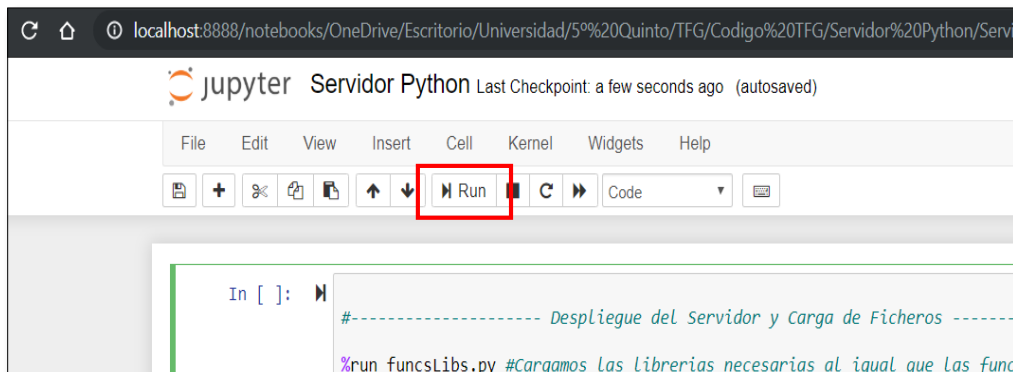 localhost:8888/notebooks/OneDrive/Escritorio/Universidad/5º%20Quinto/TFG/Codigo%20TFG/Servidor%20Python/Servi
jupyter Servidor Python Last Checkpoint: a few seconds ago (autosaved)
File Edit View Insert Cell Kernel Widgets Help
Run Code
In [ ]:
#--------------------- Despliegue del Servidor y Carga de Ficheros -------
%run funcsLibs.py #Cargamos las librerias necesarias al igual que las func